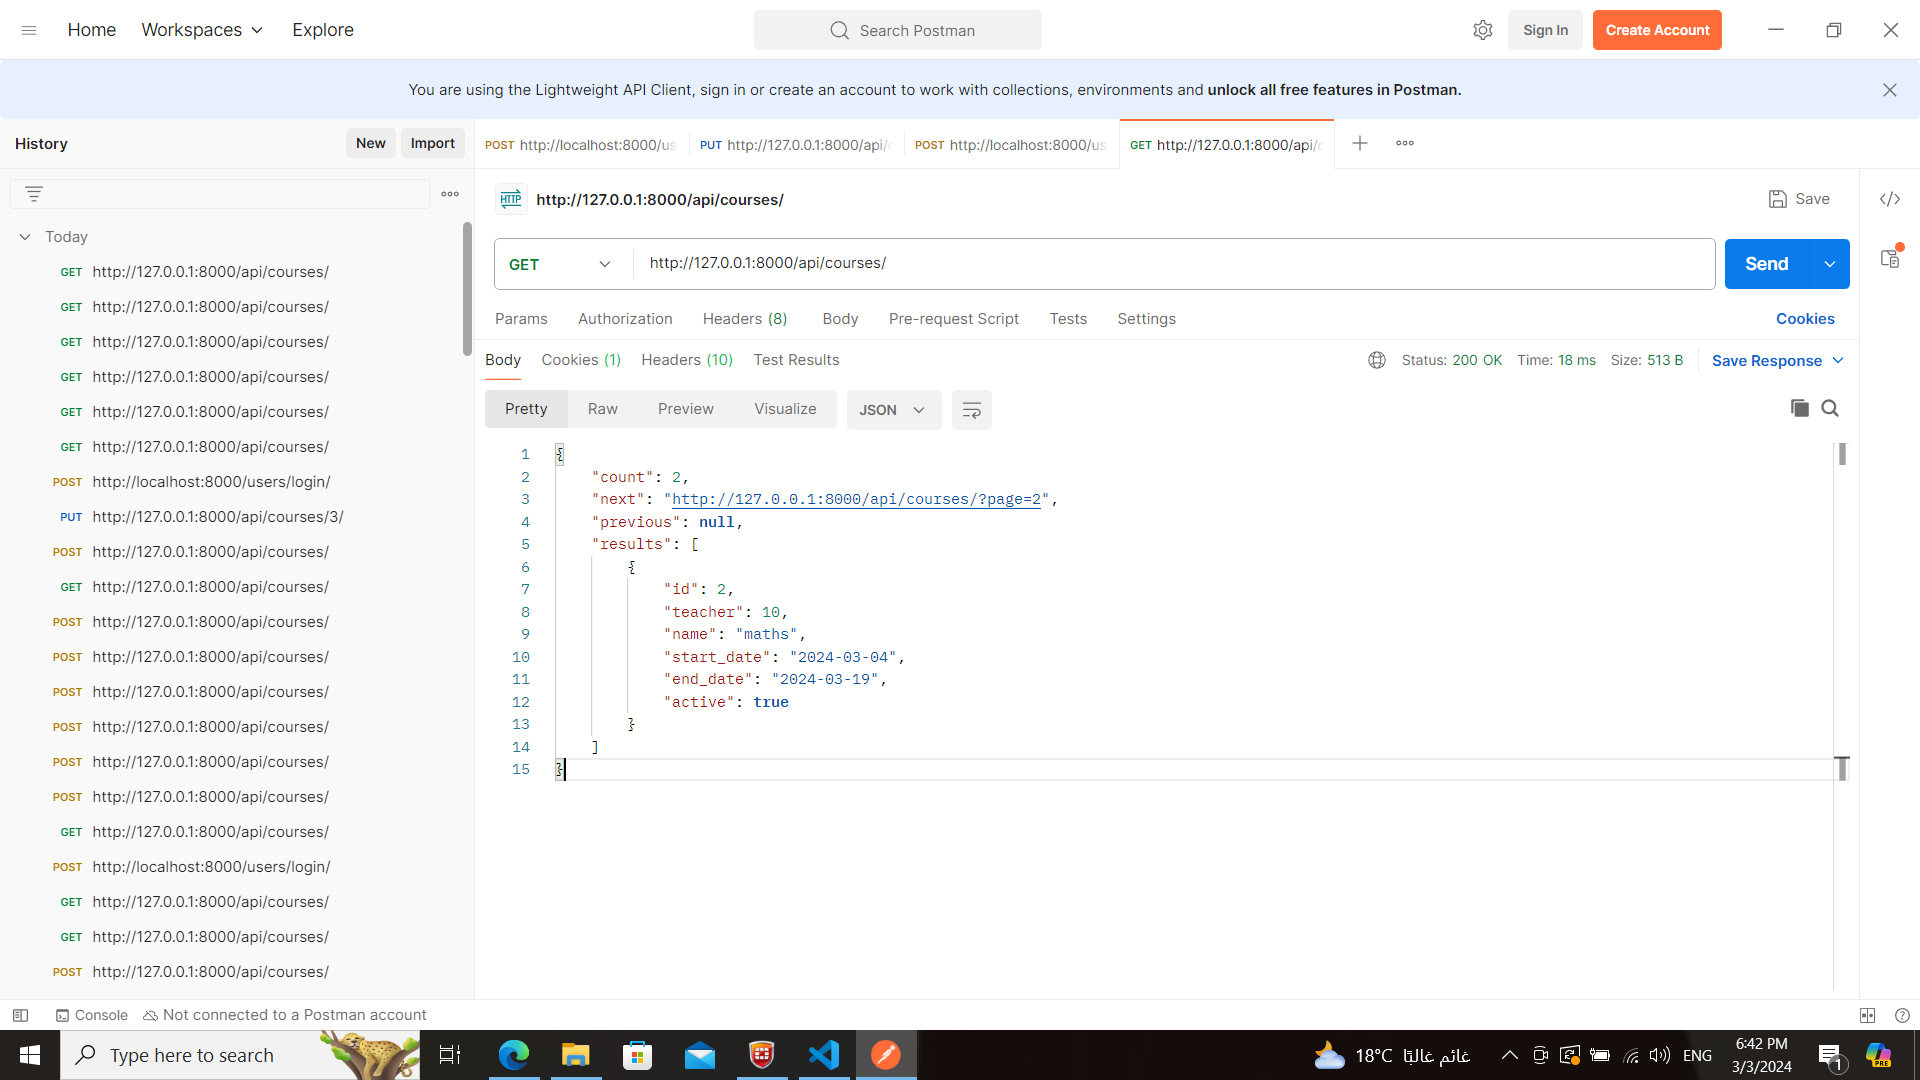 Home
Workspaces
Explore
Search Postman
Sign In
Create Account
You are using the Lightweight API Client, sign in or create an account to work with collections, environments and unlock all free features in Postman.
History
New
Import
POST http://localhost:8000/us
PUT http://127.0.0.1:8000/api/c
POST http://localhost:8000/us
GET http://127.0.0.1:8000/api/c
Today
GET http://127.0.0.1:8000/api/courses/
GET http://127.0.0.1:8000/api/courses/
GET http://127.0.0.1:8000/api/courses/
GET http://127.0.0.1:8000/api/courses/
GET http://127.0.0.1:8000/api/courses/
GET http://127.0.0.1:8000/api/courses/
POST http://localhost:8000/users/login/
PUT http://127.0.0.1:8000/api/courses/3/
POST http://127.0.0.1:8000/api/courses/
GET http://127.0.0.1:8000/api/courses/
POST http://127.0.0.1:8000/api/courses/
POST http://127.0.0.1:8000/api/courses/
POST http://127.0.0.1:8000/api/courses/
POST http://127.0.0.1:8000/api/courses/
POST http://127.0.0.1:8000/api/courses/
POST http://127.0.0.1:8000/api/courses/
GET http://127.0.0.1:8000/api/courses/
POST http://localhost:8000/users/login/
GET http://127.0.0.1:8000/api/courses/
GET http://127.0.0.1:8000/api/courses/
POST http://127.0.0.1:8000/api/courses/
HTTP http://127.0.0.1:8000/api/courses/
Save
GET http://127.0.0.1:8000/api/courses/
Send
Params Authorization Headers (8) Body Pre-request Script Tests Settings
Cookies
Body Cookies (1) Headers (10) Test Results
Status: 200 OK Time: 18 ms Size: 513 B
Save Response
Pretty Raw Preview Visualize
JSON
1 {
2 "count": 2,
3 "next": "http://127.0.0.1:8000/api/courses/?page=2",
4 "previous": null,
5 "results": [
6 {
7 "id": 2,
8 "teacher": 10,
9 "name": "maths",
10 "start_date": "2024-03-04",
11 "end_date": "2024-03-19",
12 "active": true
13 }
14 ]
15 }
Console
Not connected to a Postman account
Type here to search
18°C غائم غالبًا
ENG
6:42 PM
3/3/2024
1
PRE